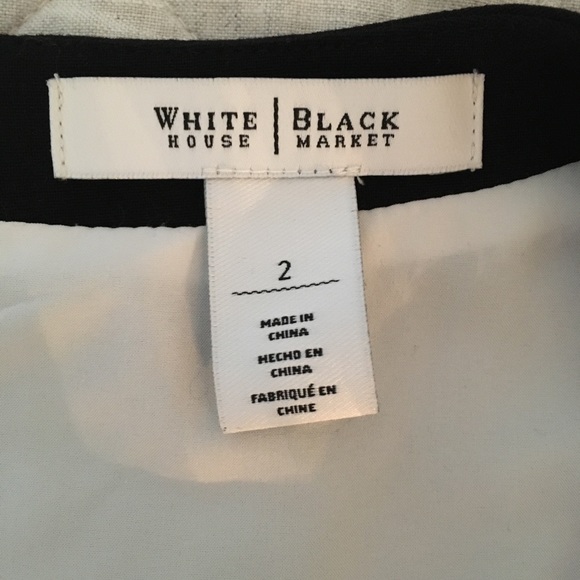 WHITE | BLACK
HOUSE | MARKET
2
MADE IN
CHINA
HECHO EN
CHINA
FABRIQUÉ EN
CHINE